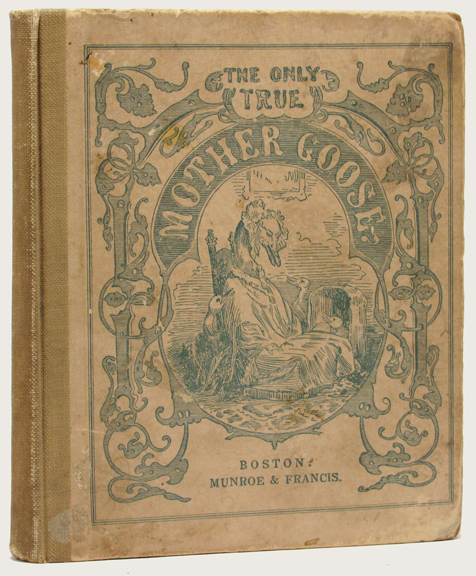 THE ONLY
TRUE
MOTHER GOOSE
BOSTON:
MUNROE & FRANCIS.